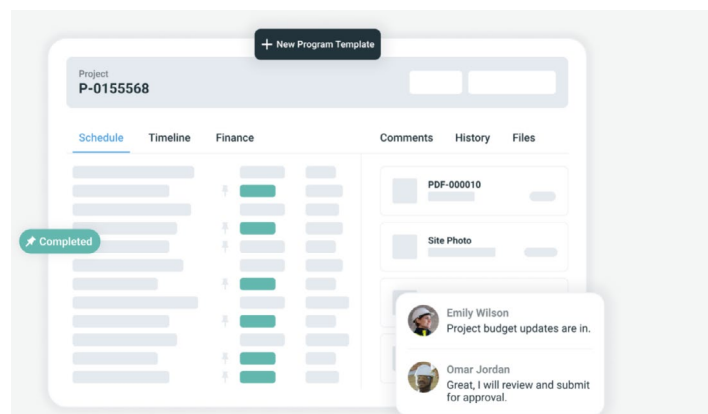 + New Program Template
Project
P-0155568
Schedule Timeline Finance Comments History Files
PDF-000010
Site Photo
Completed
Emily Wilson
Project budget updates are in.
Omar Jordan
Great, I will review and submit
for approval.